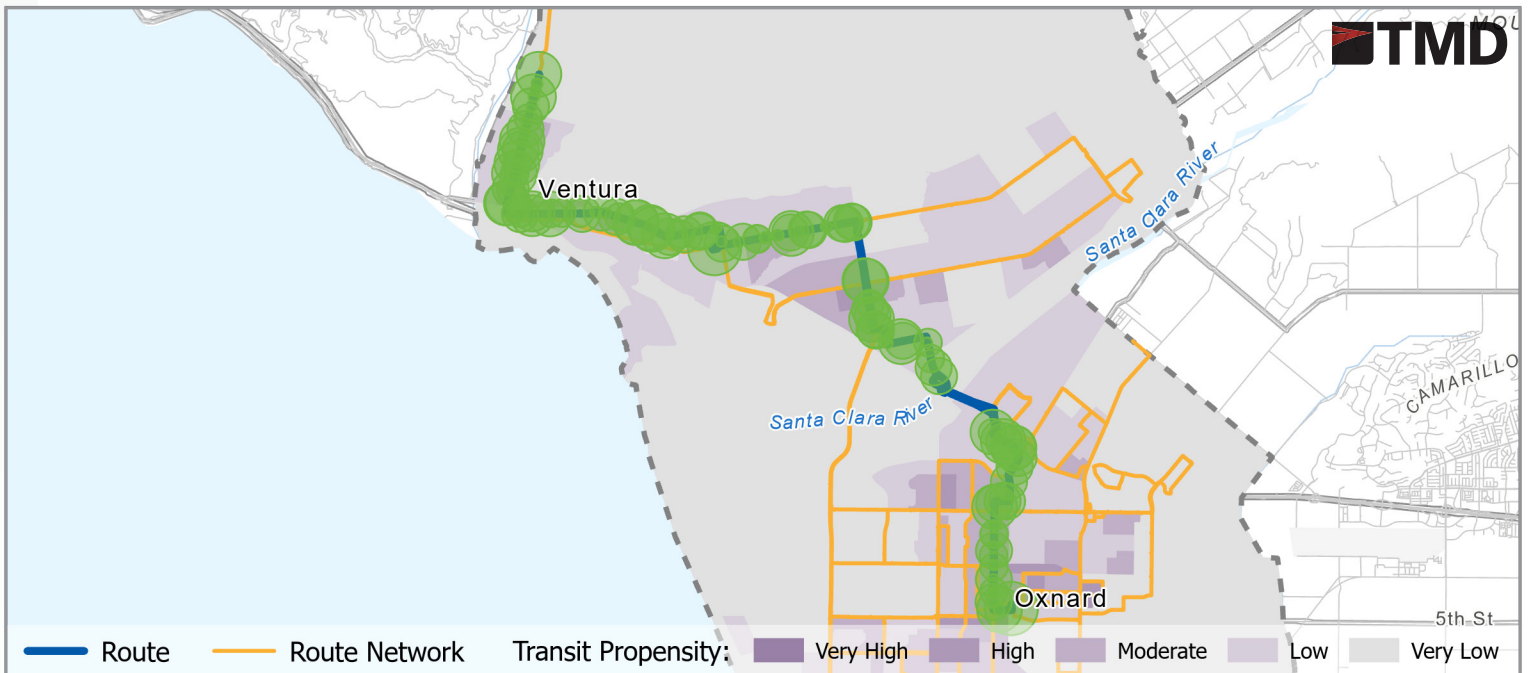 MOU
TMD
Ventura
Santa Clara River
Santa Clara River
CAMARILLO
Oxnard
5th St
Route
Route Network
Transit Propensity:
Very High
High
Moderate
Low
Very Low